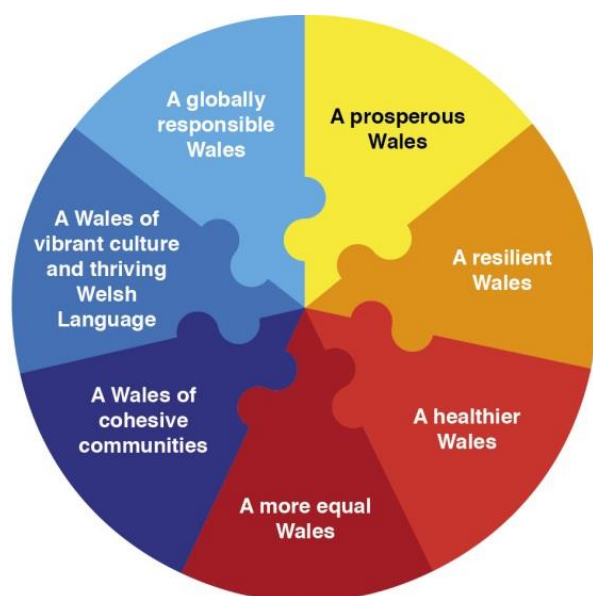 A prosperous
Wales
A resilient
Wales
A healthier
Wales
A more equal
Wales
A Wales of
cohesive
communities
A Wales of
vibrant culture
and thriving
Welsh
Language
A globally
responsible
Wales